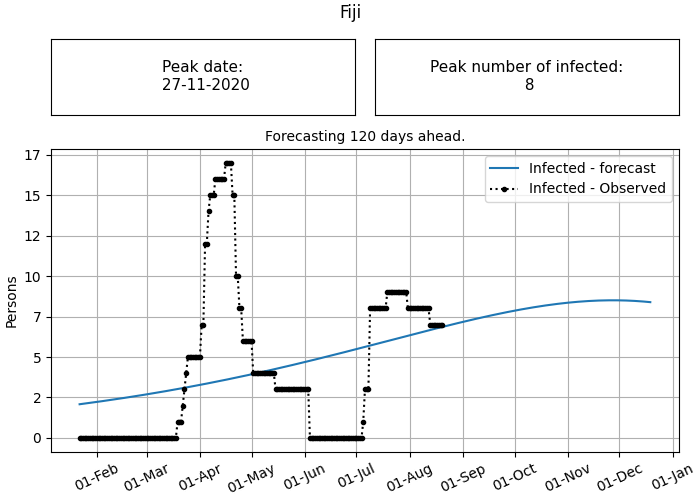 Fiji
Peak date:
27-11-2020
Peak number of infected:
8
Forecasting 120 days ahead.
Infected - forecast
Infected - Observed
Persons
17
15
12
10
7
5
2
0
01-Feb
01-Mar
01-Apr
01-May
01-Jun
01-Jul
01-Aug
01-Sep
01-Oct
01-Nov
01-Dec
01-Jan